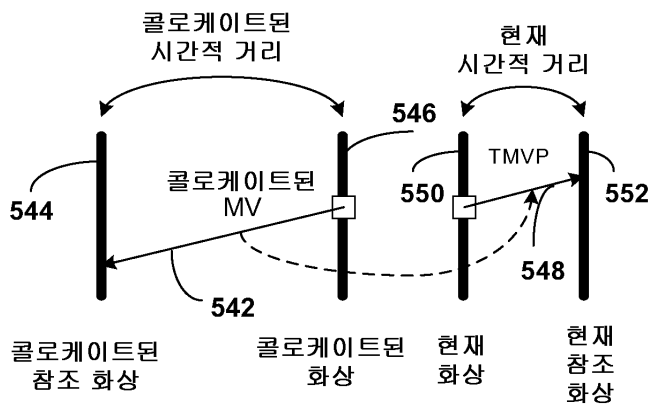 콜로케이트된
시간적 거리
현재
시간적 거리
546
TMVP
544
콜로케이트된
MV
550
552
548
542
콜로케이트된
참조 화상
콜로케이트된
화상
현재
화상
현재
참조
화상